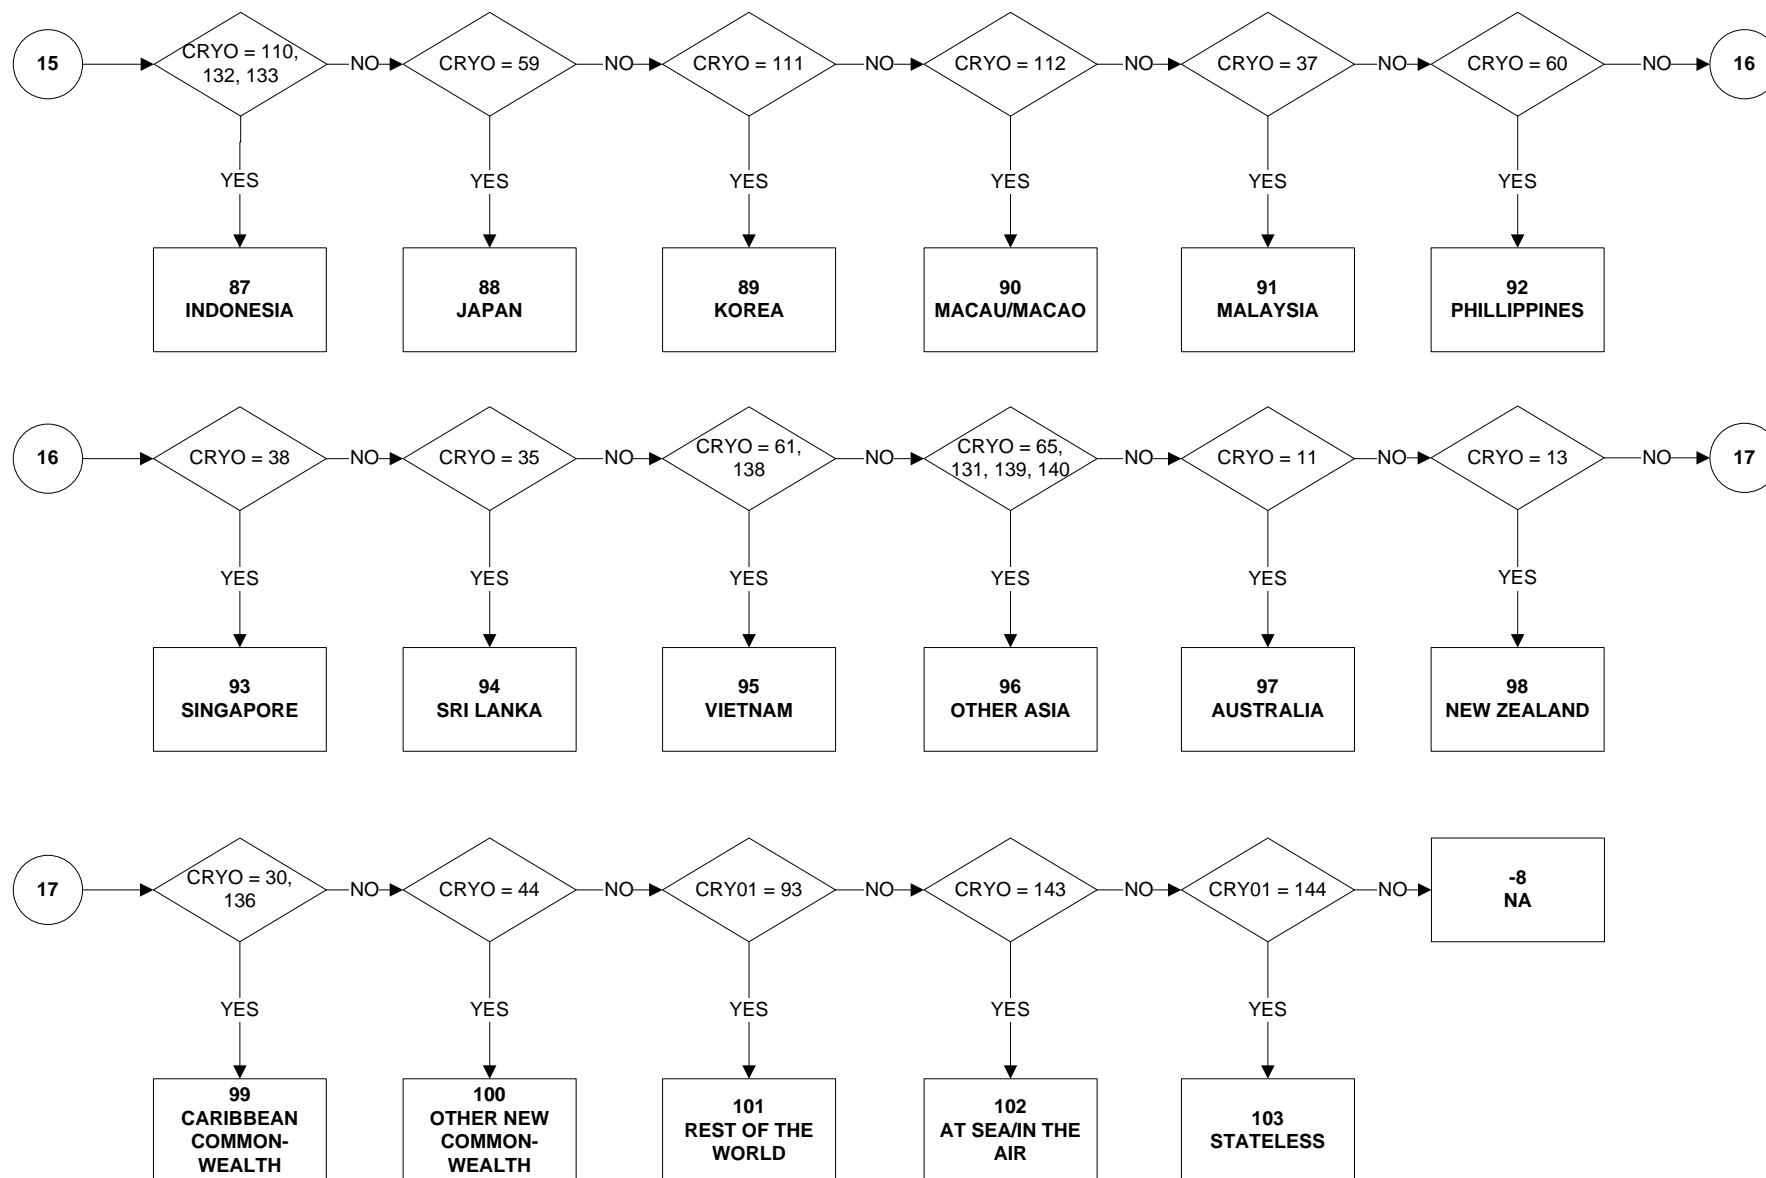 15
CRYO = 110,
132, 133
NO
CRYO = 59
NO
CRYO = 111
NO
CRYO = 112
NO
CRYO = 37
NO
CRYO = 60
NO
16
YES
YES
YES
YES
YES
YES
87
INDONESIA
88
JAPAN
89
KOREA
90
MACAU/MACAO
91
MALAYSIA
92
PHILLIPPINES
16
CRYO = 38
NO
CRYO = 35
NO
CRYO = 61,
138
NO
CRYO = 65,
131, 139, 140
NO
CRYO = 11
NO
CRYO = 13
NO
17
YES
YES
YES
YES
YES
YES
93
SINGAPORE
94
SRI LANKA
95
VIETNAM
96
OTHER ASIA
97
AUSTRALIA
98
NEW ZEALAND
17
CRYO = 30,
136
NO
CRYO = 44
NO
CRY01 = 93
NO
CRYO = 143
NO
CRY01 = 144
NO
-8
NA
YES
YES
YES
YES
YES
99
CARIBBEAN
COMMON-
WEALTH
100
OTHER NEW
COMMON-
WEALTH
101
REST OF THE
WORLD
102
AT SEA/IN THE
AIR
103
STATELESS